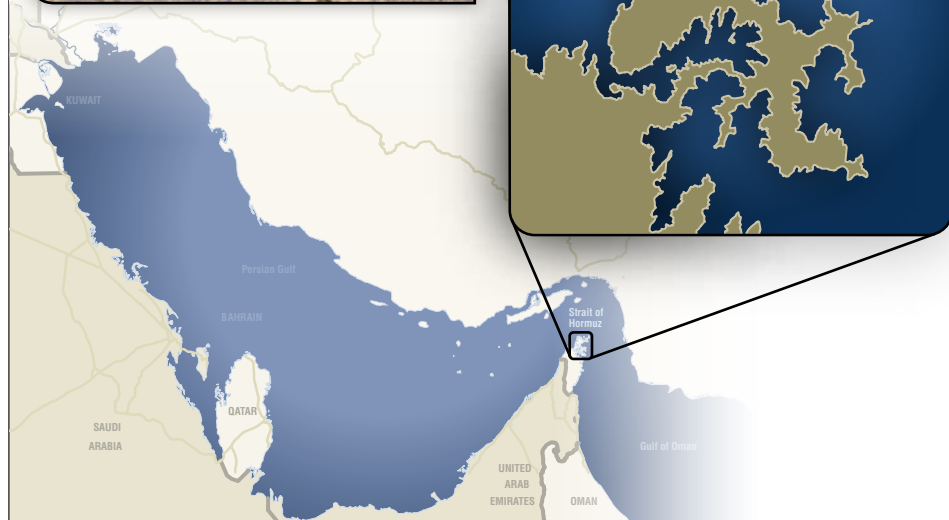 KUWAIT
Persian Gulf
BAHRAIN
Strait of
Hormuz
QATAR
SAUDI
ARABIA
Gulf of Oman
UNITED
ARAB
EMIRATES
OMAN